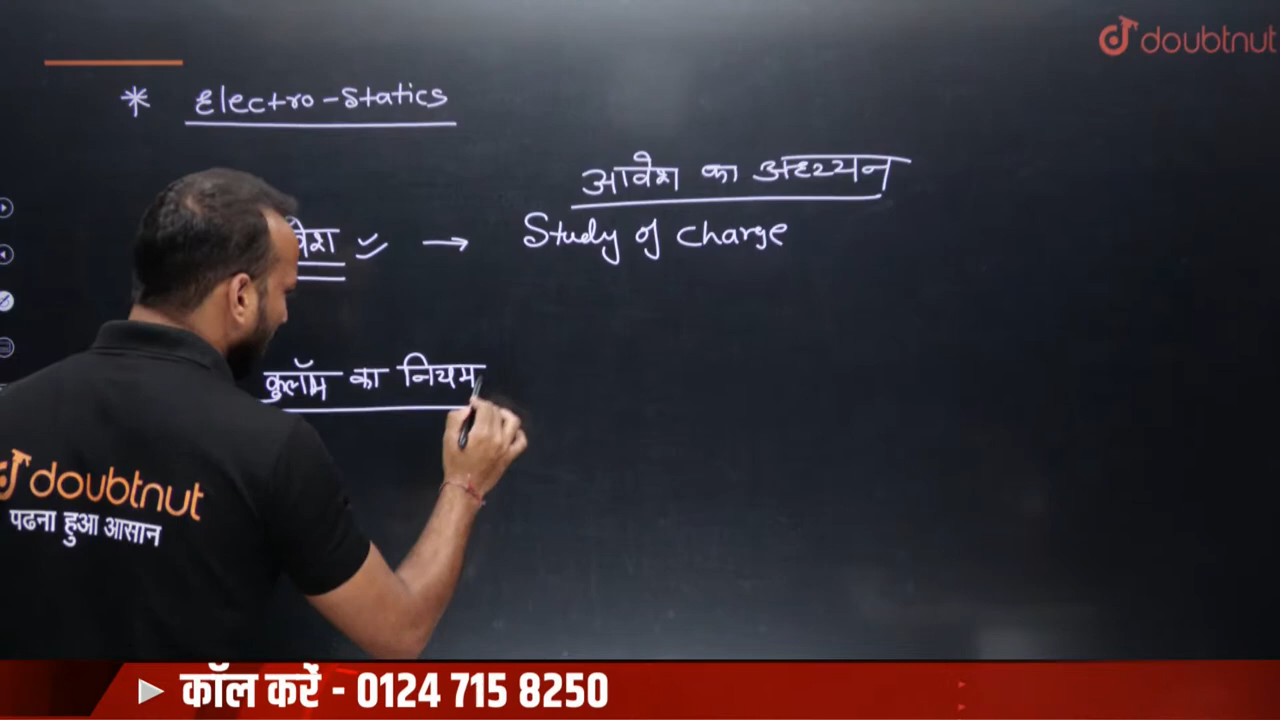 doubtnut
* Electro-Statics
आवेश का अध्ययन
→ Study of charge
कुलॉम का नियम
doubtnut
पढना हुआ आसान
कॉल करें - 0124 715 8250